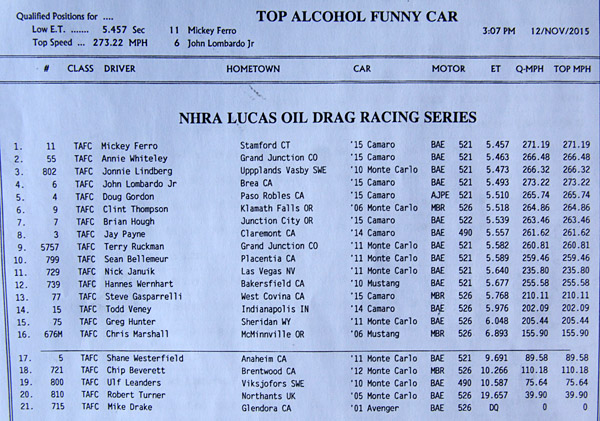 Qualified Positions for ....
TOP ALCOHOL FUNNY CAR
Low E.T. ....... 5.457 Sec 11 Mickey Ferro
3:07 PM 12/NOV/2015
Top Speed ... 273.22 MPH 6 John Lombardo Jr
# CLASS DRIVER HOMETOWN CAR MOTOR ET Q-MPH TOP MPH
NHRA LUCAS OIL DRAG RACING SERIES
1. 11 TAFC Mickey Ferro Stamford CT '15 Camaro BAE 521 5.457 271.19 271.19
2. 55 TAFC Annie Whiteley Grand Junction CO '15 Camaro BAE 521 5.463 266.48 266.48
3. 802 TAFC Jonnie Lindberg Uppplands Vasby SWE '10 Monte Carlo BAE 521 5.473 266.32 266.32
4. 6 TAFC John Lombardo Jr Brea CA '15 Camaro BAE 521 5.493 273.22 273.22
5. 4 TAFC Doug Gordon Paso Robles CA '15 Camaro AJPE 521 5.510 265.74 265.74
6. 9 TAFC Clint Thompson Klamath Falls OR '06 Monte Carlo MBR 526 5.518 264.86 264.86
7. 7 TAFC Brian Hough Junction City OR '15 Camaro BAE 522 5.539 263.46 263.46
8. 3 TAFC Jay Payne Claremont CA '14 Camaro BAE 490 5.557 261.62 261.62
9. 5757 TAFC Terry Ruckman Grand Junction CO '11 Monte Carlo BAE 521 5.582 260.81 260.81
10. 799 TAFC Sean Bellemeur Placentia CA '11 Monte Carlo BAE 521 5.589 259.46 259.46
11. 729 TAFC Nick Januik Las Vegas NV '11 Monte Carlo BAE 521 5.640 235.80 235.80
12. 739 TAFC Hannes Wernhart Bakersfield CA '10 Mustang BAE 521 5.677 255.58 255.58
13. 77 TAFC Steve Gasparrelli West Covina CA '15 Camaro MBR 526 5.768 210.11 210.11
14. 15 TAFC Todd Veney Indianapolis IN '14 Camaro BAE 526 5.976 202.09 202.09
15. 75 TAFC Greg Hunter Sheridan WY '11 Monte Carlo BAE 526 6.048 205.44 205.44
16. 676M TAFC Chris Marshall McMinnville OR '06 Mustang MBR 526 6.893 155.90 155.90
17. 5 TAFC Shane Westerfield Anaheim CA '11 Monte Carlo BAE 521 9.691 89.58 89.58
18. 721 TAFC Chip Beverett Brentwood CA '12 Monte Carlo MBR 526 10.266 110.18 110.18
19. 800 TAFC Ulf Leanders Viksjofors SWE '10 Monte Carlo BAE 490 10.587 75.64 75.64
20. 810 TAFC Robert Turner Northants UK '05 Monte Carlo BAE 526 19.657 39.90 39.90
21. 715 TAFC Mike Drake Glendora CA '01 Avenger BAE 526 DQ 0 0